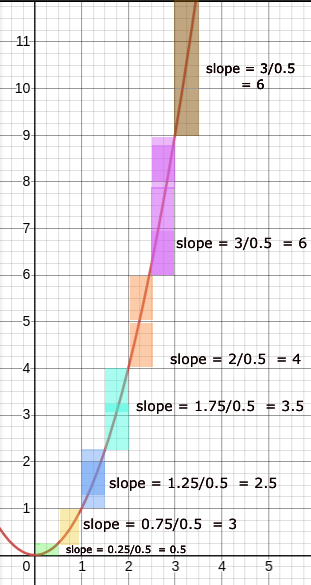 11
10
slope = 3/0.5
= 6
9
8
7
slope = 3/0.5 = 6
6
5
4
slope = 2/0.5 = 4
3
slope = 1.75/0.5 = 3.5
2
slope = 1.25/0.5 = 2.5
1
slope = 0.75/0.5 = 3
slope = 0.25/0.5 = 0.5
0 1 2 3 4 5